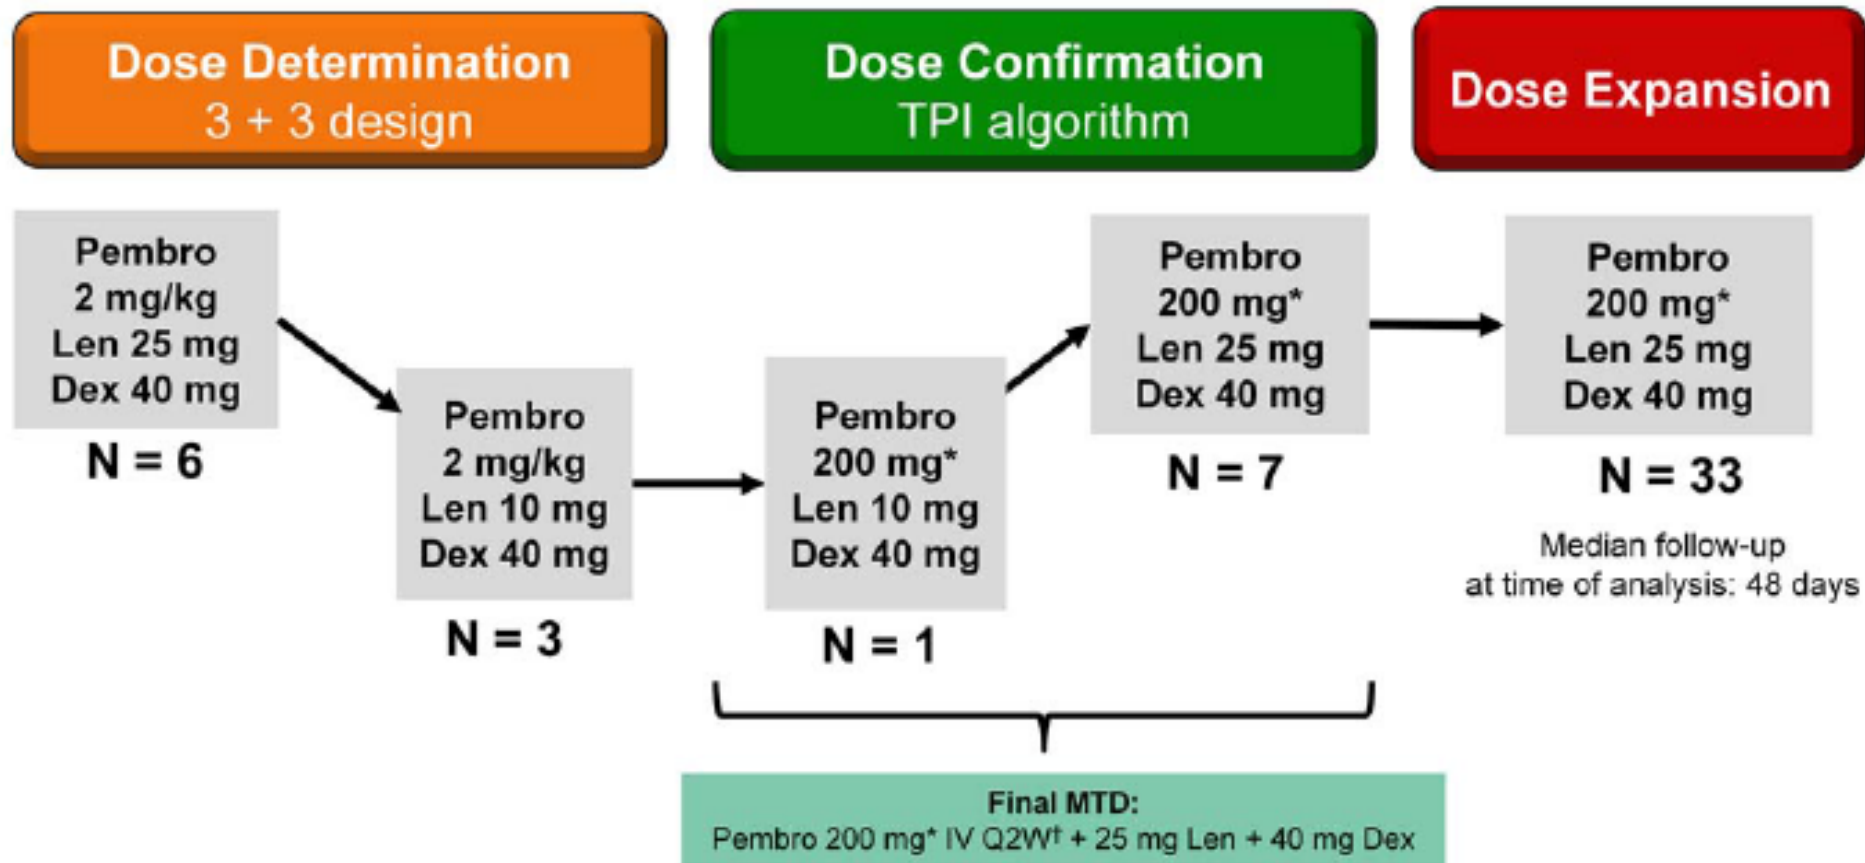 Dose Determination
3 + 3 design
Dose Confirmation
TPI algorithm
Dose Expansion
Pembro
2 mg/kg
Len 25 mg
Dex 40 mg
N = 6
Pembro
2 mg/kg
Len 10 mg
Dex 40 mg
N = 3
Pembro
200 mg*
Len 10 mg
Dex 40 mg
N = 1
Pembro
200 mg*
Len 25 mg
Dex 40 mg
N = 7
Pembro
200 mg*
Len 25 mg
Dex 40 mg
N = 33
Median follow-up
at time of analysis: 48 days
Final MTD:
Pembro 200 mg* IV Q2W† + 25 mg Len + 40 mg Dex